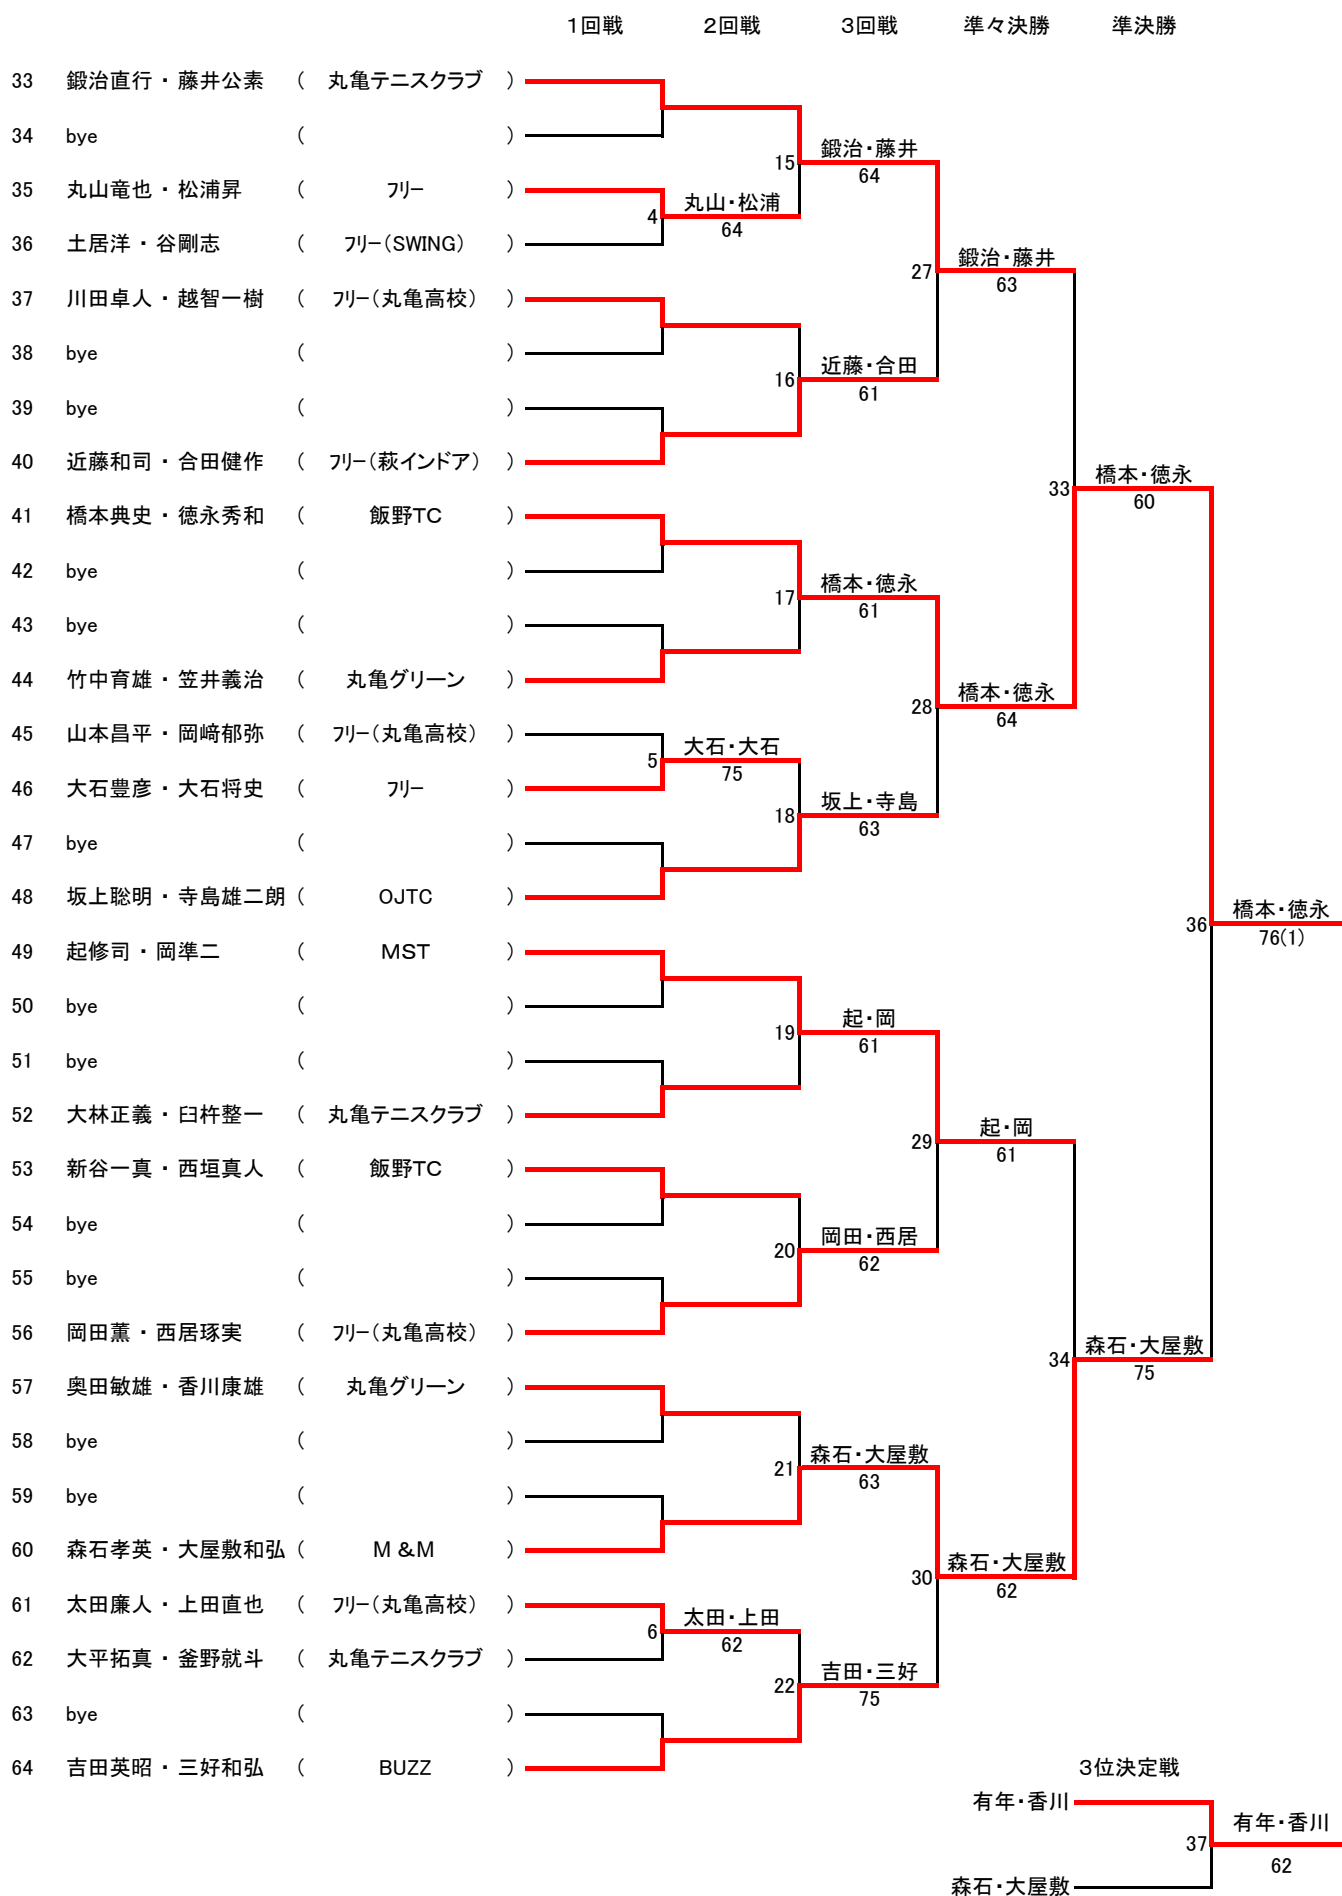 1回戦 2回戦 3回戦 準々決勝 準決勝
33 鍛治直行・藤井公素 ( 丸亀テニスクラブ )
34 bye ( )
15 鍛治・藤井
64
35 丸山竜也・松浦昇 ( フリー )
4 丸山・松浦
64
36 土居洋・谷剛志 ( フリー(SWING) )
27 鍛治・藤井
63
37 川田卓人・越智一樹 ( フリー(丸亀高校) )
38 bye ( )
16 近藤・合田
61
39 bye ( )
40 近藤和司・合田健作 ( フリー(萩インドア) )
33 橋本・徳永
60
41 橋本典史・徳永秀和 ( 飯野TC )
42 bye ( )
17 橋本・徳永
61
43 bye ( )
44 竹中育雄・笠井義治 ( 丸亀グリーン )
28 橋本・徳永
64
45 山本昌平・岡﨑郁弥 ( フリー(丸亀高校) )
5 大石・大石
75
46 大石豊彦・大石将史 ( フリー )
18 坂上・寺島
63
47 bye ( )
48 坂上聡明・寺島雄二朗 ( OJTC )
36 橋本・徳永
76(1)
49 起修司・岡準二 ( MST )
50 bye ( )
19 起・岡
61
51 bye ( )
52 大林正義・臼杵整一 ( 丸亀テニスクラブ )
29 起・岡
61
53 新谷一真・西垣真人 ( 飯野TC )
54 bye ( )
20 岡田・西居
62
55 bye ( )
56 岡田薫・西居琢実 ( フリー(丸亀高校) )
34 森石・大屋敷
75
57 奥田敏雄・香川康雄 ( 丸亀グリーン )
58 bye ( )
21 森石・大屋敷
63
59 bye ( )
60 森石孝英・大屋敷和弘 ( M &M )
30 森石・大屋敷
62
61 太田廉人・上田直也 ( フリー(丸亀高校) )
6 太田・上田
62
62 大平拓真・釜野就斗 ( 丸亀テニスクラブ )
22 吉田・三好
75
63 bye ( )
64 吉田英昭・三好和弘 ( BUZZ )
3位決定戦
有年・香川
37 有年・香川
62
森石・大屋敷